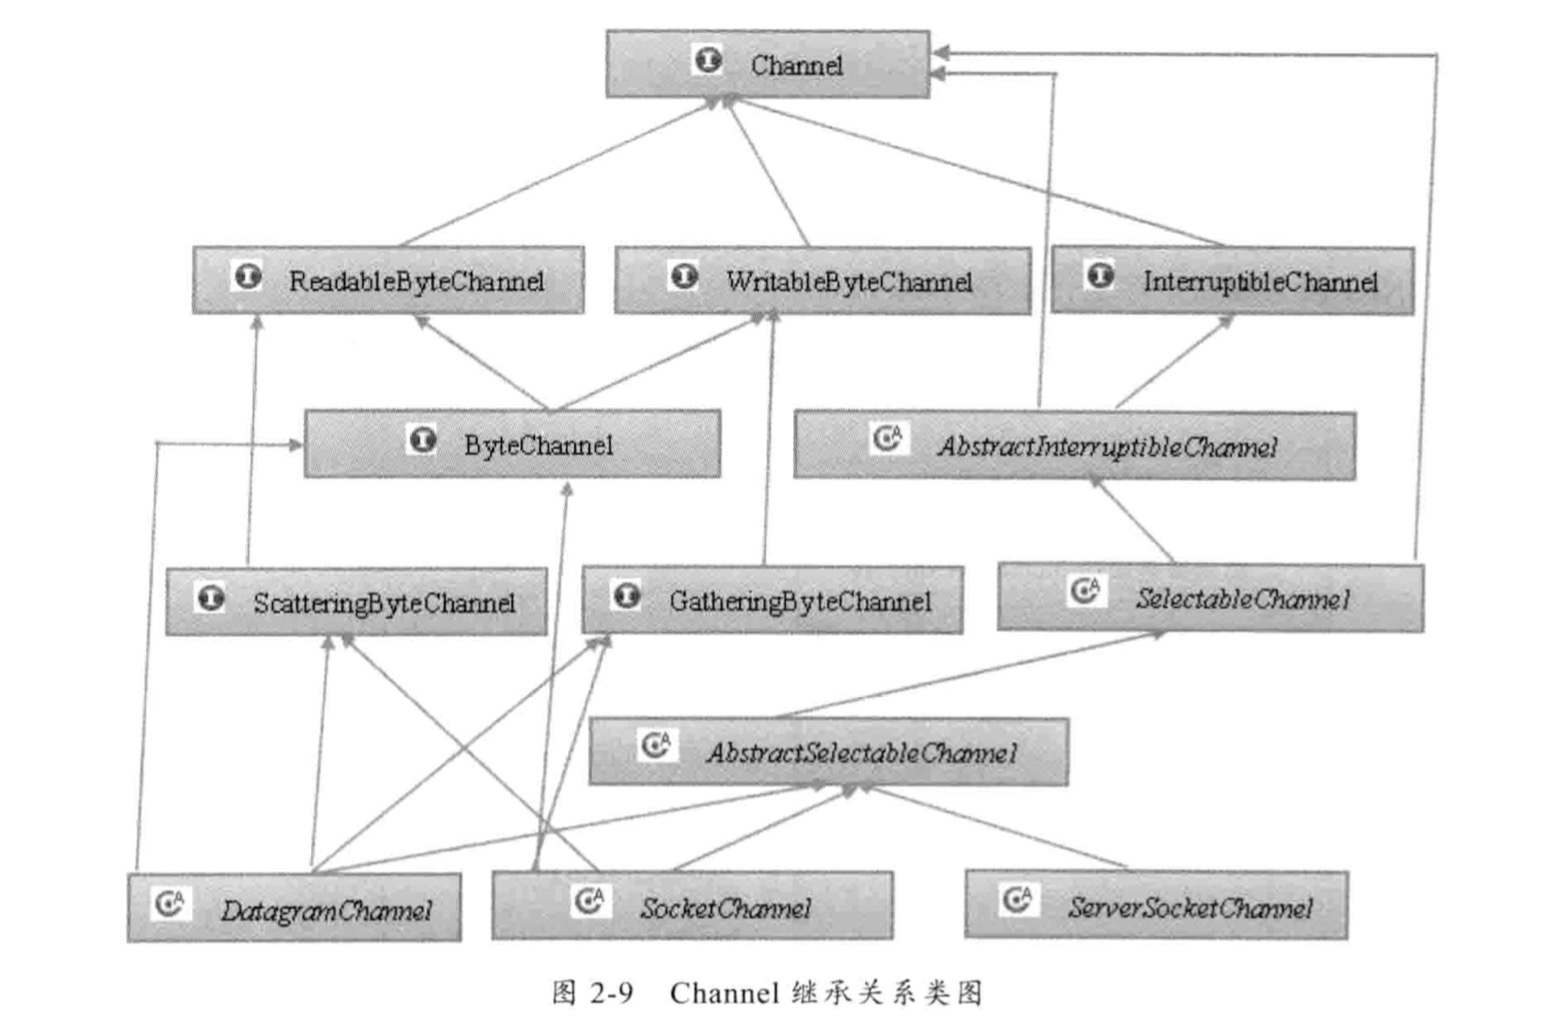 Channel
ReadableByteChannel
WritableByteChannel
InterruptibleChannel
ByteChannel
AbstractInterruptibleChannel
ScatteringByteChannel
GatheringByteChannel
SelectableChannel
AbstractSelectableChannel
DatagramChannel
SocketChannel
ServerSocketChannel
图 2-9 Channel 继承关系类图